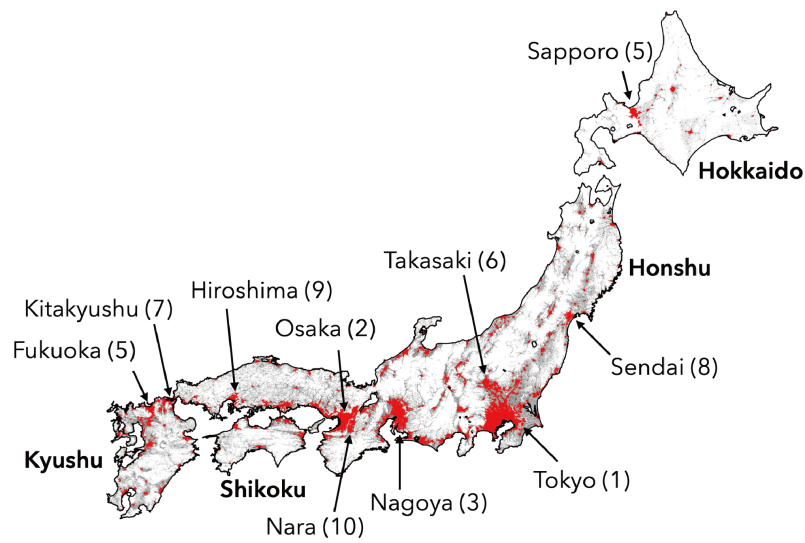 Sapporo (5)
Hokkaido
Takasaki (6)
Honshu
Hiroshima (9)
Kitakyushu (7)
Osaka (2)
Fukuoka (5)
Sendai (8)
Kyushu
Shikoku
Tokyo (1)
Nagoya (3)
Nara (10)